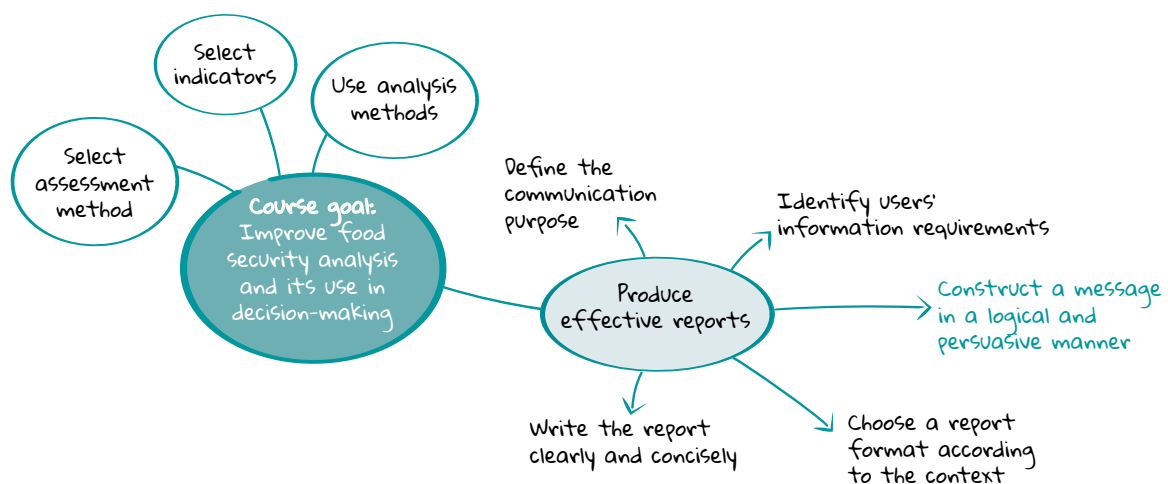 Select
indicators
Use analysis
methods
Select
assessment
method
Course goal:
Improve food
security analysis
and its use in
decision-making
Define the
communication
purpose
Identify users'
information requirements
Produce
effective reports
Construct a message
in a logical and
persuasive manner
Write the report
clearly and concisely
Choose a report
format according
to the context